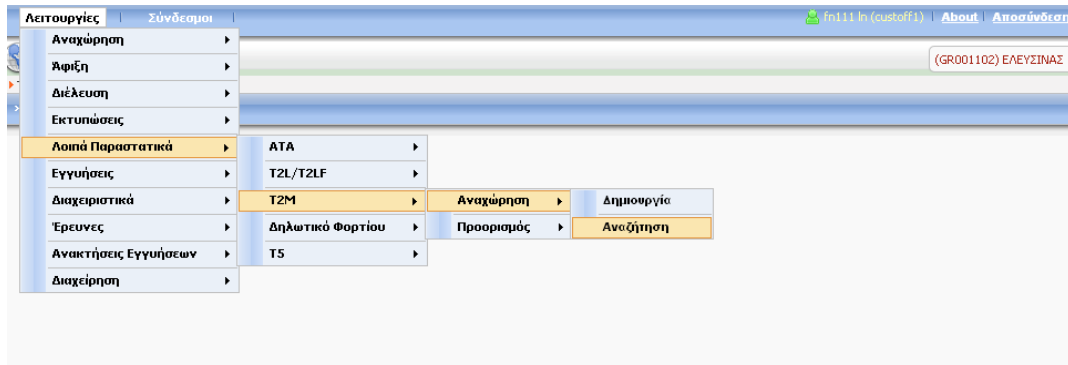 Λειτουργίες Σύνδεσμοι fn111 ln (custoff1) About Αποσύνδεση
Αναχώρηση
(GR001102) ΕΛΕΥΣΙΝΑΣ
Άφιξη
Διέλευση
Εκτυπώσεις
Λοιπά Παραστατικά ATA
Εγγυήσεις T2L/T2LF
Διαχειριστικά T2M Αναχώρηση Δημιουργία
Έρευνες Δηλωτικό Φορτίου Προορισμός Αναζήτηση
Ανακτήσεις Εγγυήσεων T5
Διαχείρηση